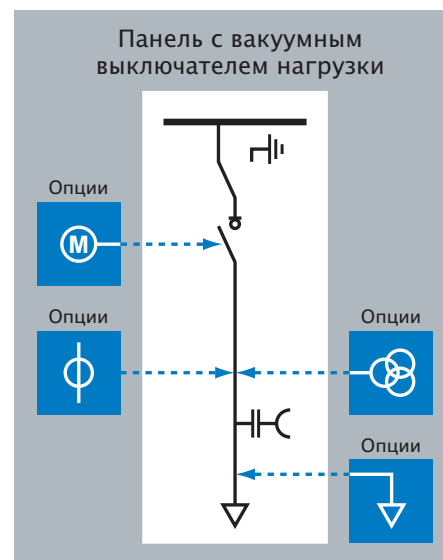 Панель с вакуумным
выключателем нагрузки
Опции
M
Опции
Опции
Опции